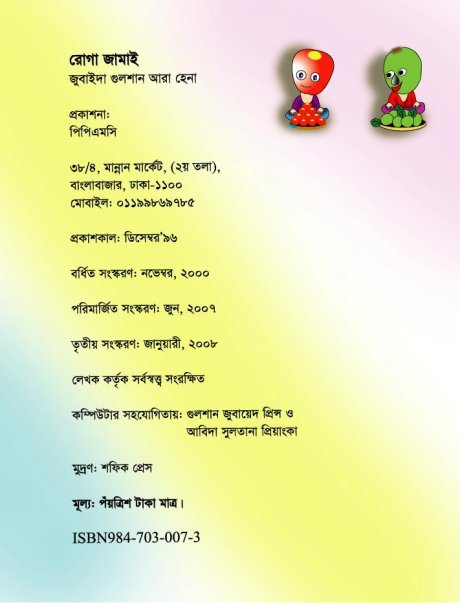 রোগা জামাই
জুবাইদা গুলশান আরা হেনা
প্রকাশনা:
পিপিএমসি
৩৮/৪, মান্নান মার্কেট, (২য় তলা),
বাংলাবাজার, ঢাকা-১১০০
মোবাইল: ০১১৯৯৮৬৯৭৮৫
প্রকাশকাল: ডিসেম্বর'৯৬
বর্ধিত সংস্করণ: নভেম্বর, ২০০০
পরিমার্জিত সংস্করণ: জুন, ২০০৭
তৃতীয় সংস্করণ: জানুয়ারী, ২০০৮
লেখক কর্তৃক সর্বস্বত্ত্ব সংরক্ষিত
কম্পিউটার সহযোগিতায়: গুলশান জুবায়েদ প্রিন্স ও
আবিদা সুলতানা প্রিয়াংকা
মুদ্রণ: শফিক প্রেস
মূল্য: পঁয়ত্রিশ টাকা মাত্র।
ISBN984-703-007-3